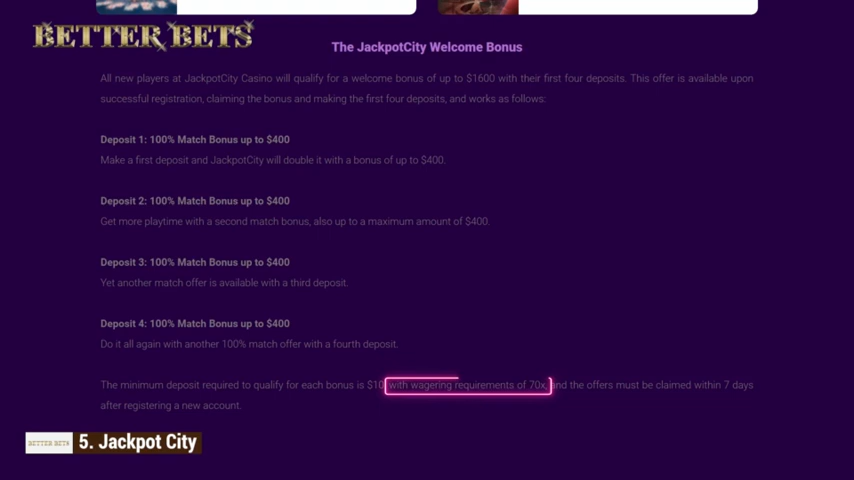 BETTER BETS
The JackpotCity Welcome Bonus
All new players at JackpotCity Casino will qualify for a welcome bonus of up to $1600 with their first four deposits. This offer is available upon
successful registration, claiming the bonus and making the first four deposits, and works as follows:
Deposit 1: 100% Match Bonus up to $400
Make a first deposit and JackpotCity will double it with a bonus of up to $400.
Deposit 2: 100% Match Bonus up to $400
Get more playtime with a second match bonus, also up to a maximum amount of $400.
Deposit 3: 100% Match Bonus up to $400
Yet another match offer is available with a third deposit.
Deposit 4: 100% Match Bonus up to $400
Do it all again with another 100% match offer with a fourth deposit.
The minimum deposit required to qualify for each bonus is $10 with wagering requirements of 70x, and the offers must be claimed within 7 days
after registering a new account.
BETTER BETS 5. Jackpot City